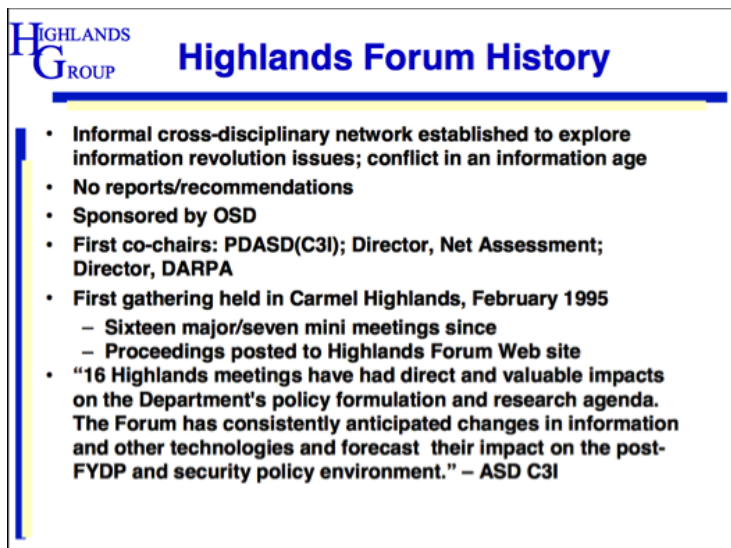 HIGHLANDS
GROUP
Highlands Forum History
• Informal cross-disciplinary network established to explore
information revolution issues; conflict in an information age
• No reports/recommendations
• Sponsored by OSD
• First co-chairs: PDASD(C3I); Director, Net Assessment;
Director, DARPA
• First gathering held in Carmel Highlands, February 1995
– Sixteen major/seven mini meetings since
– Proceedings posted to Highlands Forum Web site
• “16 Highlands meetings have had direct and valuable impacts
on the Department's policy formulation and research agenda.
The Forum has consistently anticipated changes in information
and other technologies and forecast their impact on the post-
FYDP and security policy environment.” – ASD C3I